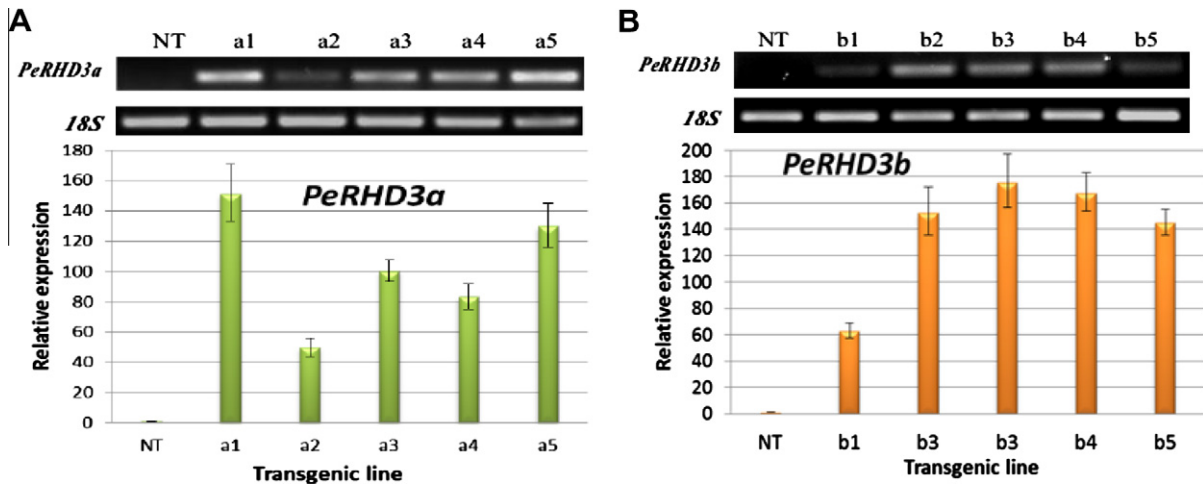 A
NT a1 a2 a3 a4 a5
PeRHD3a
18S
180
160
140
120
100
80
60
40
20
0
Relative expression
PeRHD3a
NT a1 a2 a3 a4 a5
Transgenic line
B
NT b1 b2 b3 b4 b5
PeRHD3b
18S
200
180
160
140
120
100
80
60
40
20
0
Relative expression
PeRHD3b
NT b1 b3 b3 b4 b5
Transgenic line